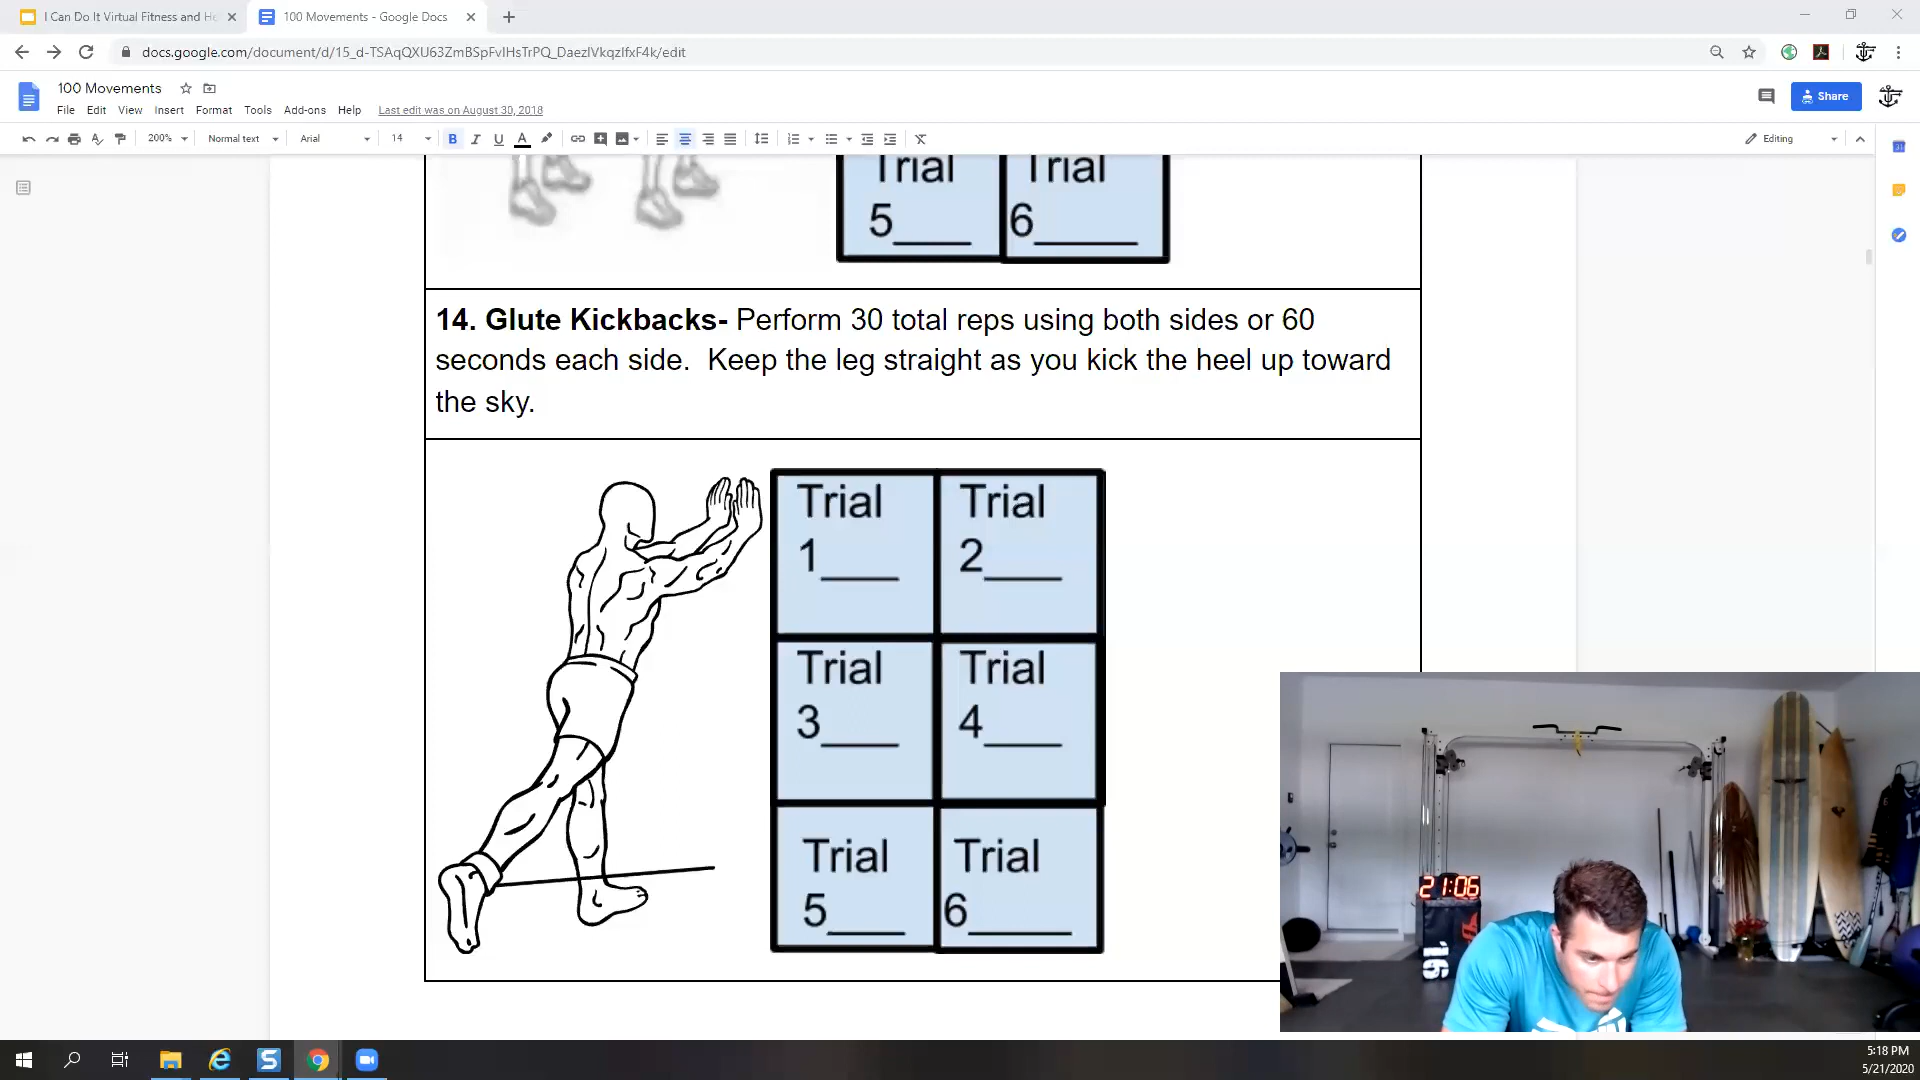 I Can Do It Virtual Fitness and He
100 Movements - Google Docs
docs.google.com/document/d/15_d-TSAqQXU63ZmBSpFvIHsTrPQ_DaezlVkqzlfxF4k/edit
100 Movements
File Edit View Insert Format Tools Add-ons Help Last edit was on August 30, 2018
Share
200% Normal text Arial 14 B I U A Editing
Trial Trial
5____ 6____
14. Glute Kickbacks- Perform 30 total reps using both sides or 60
seconds each side. Keep the leg straight as you kick the heel up toward
the sky.
Trial Trial
1____ 2____
Trial Trial
3____ 4____
Trial Trial
5____ 6____
21:06
16
5:18 PM
5/21/2020